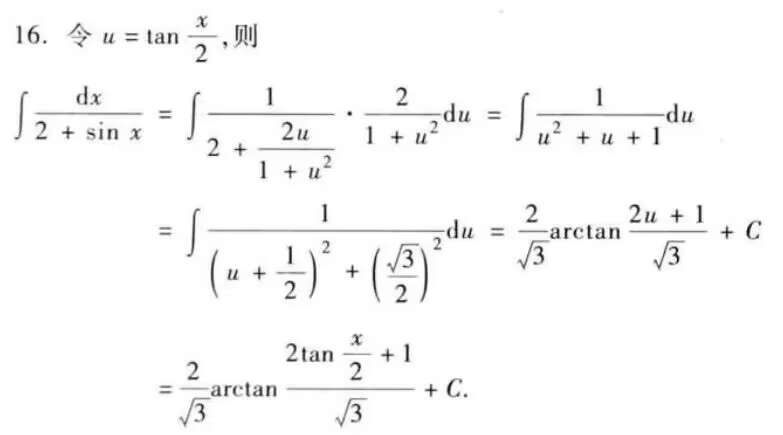 16. 令 u = tan x/2 ,则
∫ dx/(2 + sin x) = ∫ 1/(2 + 2u/(1 + u²)) · 2/(1 + u²) du = ∫ 1/(u² + u + 1) du
= ∫ 1/((u + 1/2)² + (√3/2)²) du = 2/√3 arctan (2u + 1)/√3 + C
= 2/√3 arctan (2tan x/2 + 1)/√3 + C.